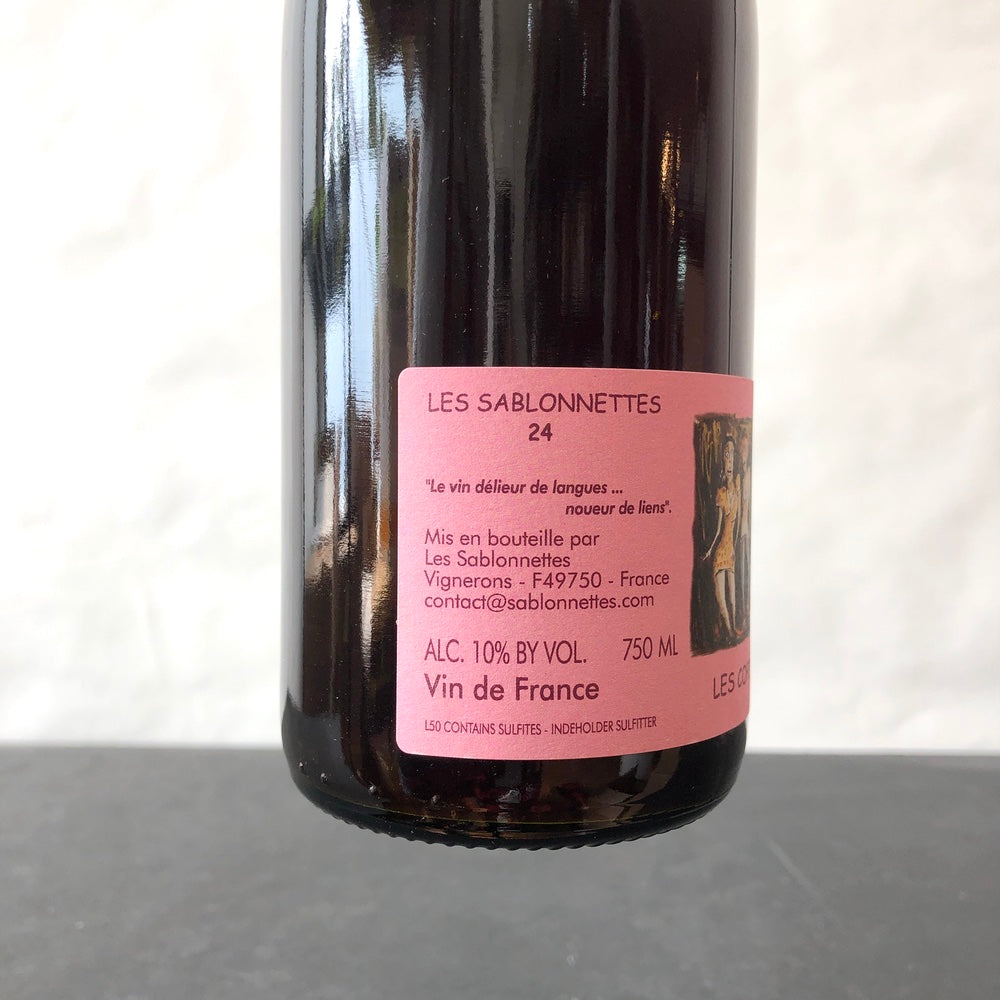 LES SABLONNETTES
24
"Le vin délieur de langues ...
noueur de liens".
Mis en bouteille par
Les Sablonnettes
Vignerons - F49750 - France
contact@sablonnettes.com
ALC. 10% BY VOL. 750 ML
Vin de France
L50 CONTAINS SULFITES - INDEHOLDER SULFITTER
LES